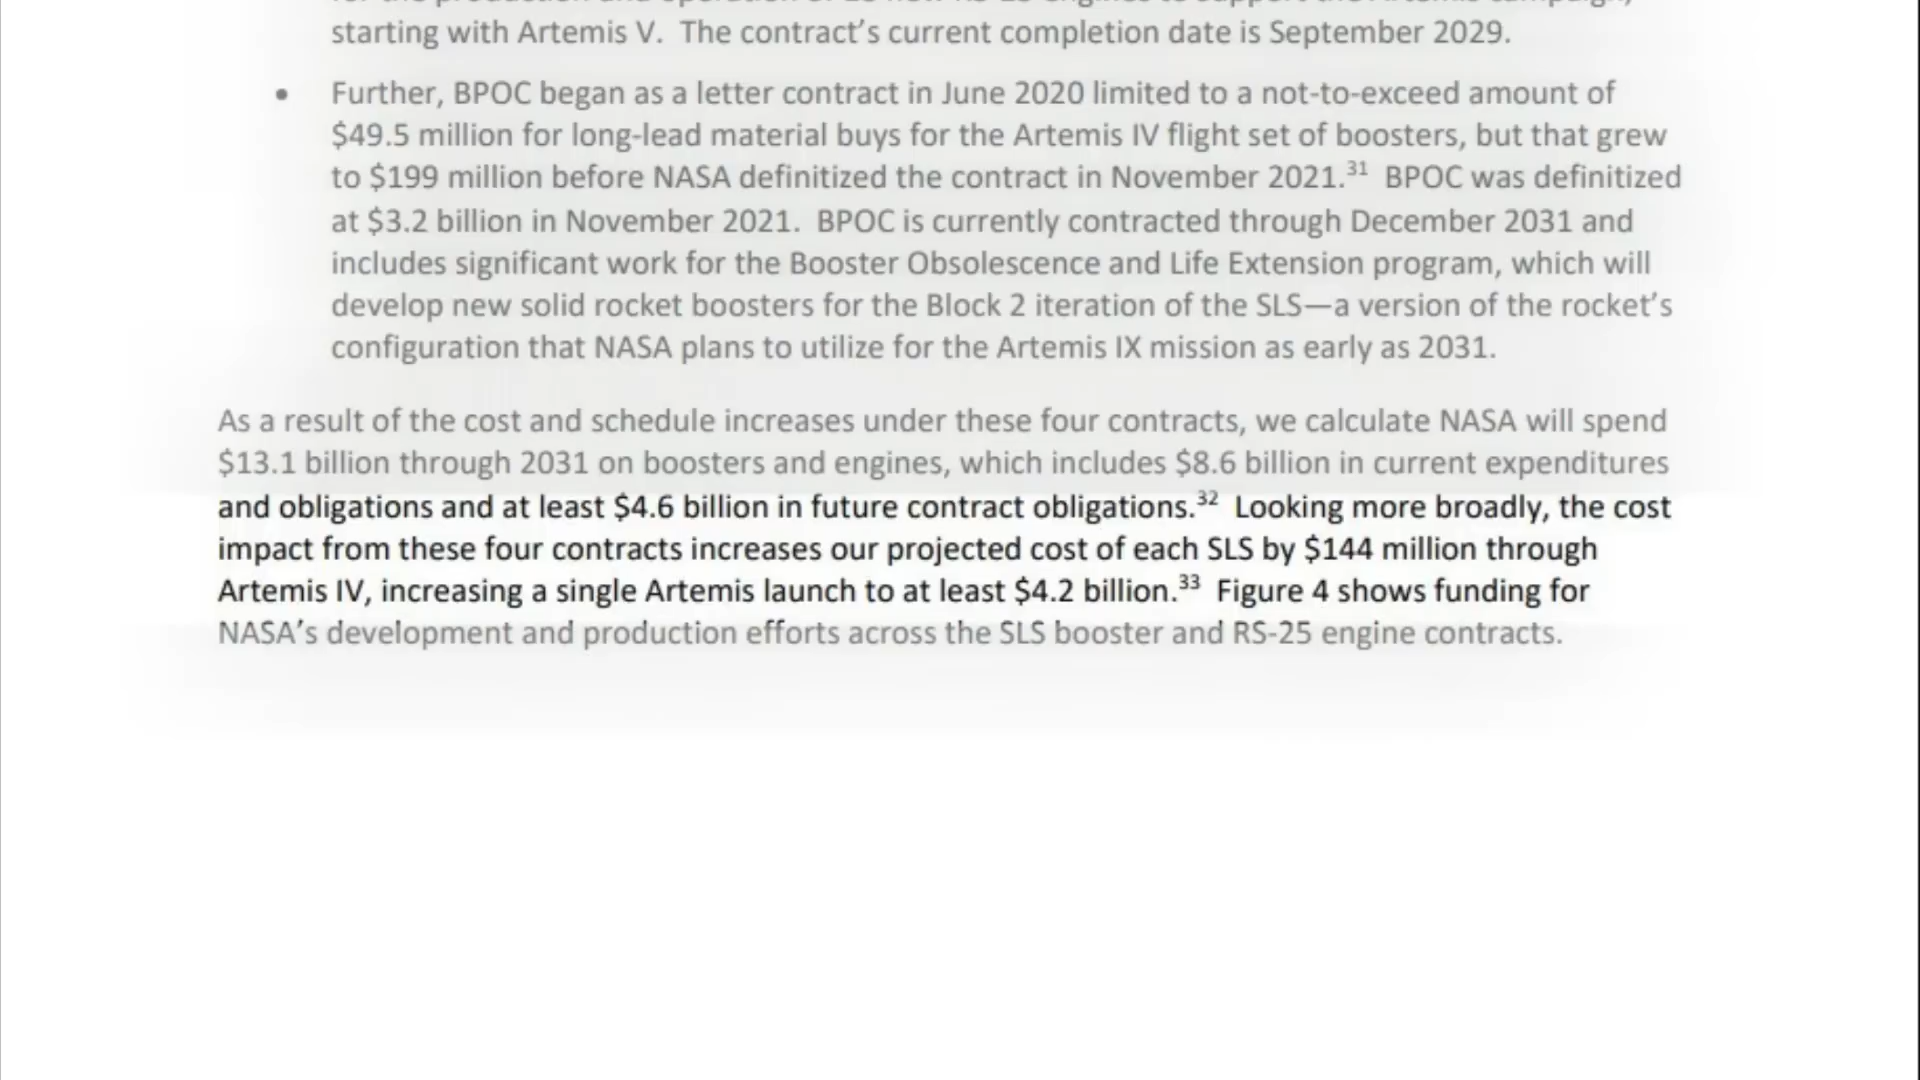 starting with Artemis V. The contract's current completion date is September 2029.
• Further, BPOC began as a letter contract in June 2020 limited to a not-to-exceed amount of
$49.5 million for long-lead material buys for the Artemis IV flight set of boosters, but that grew
to $199 million before NASA definitized the contract in November 2021.³¹ BPOC was definitized
at $3.2 billion in November 2021. BPOC is currently contracted through December 2031 and
includes significant work for the Booster Obsolescence and Life Extension program, which will
develop new solid rocket boosters for the Block 2 iteration of the SLS—a version of the rocket's
configuration that NASA plans to utilize for the Artemis IX mission as early as 2031.
As a result of the cost and schedule increases under these four contracts, we calculate NASA will spend
$13.1 billion through 2031 on boosters and engines, which includes $8.6 billion in current expenditures
and obligations and at least $4.6 billion in future contract obligations.³² Looking more broadly, the cost
impact from these four contracts increases our projected cost of each SLS by $144 million through
Artemis IV, increasing a single Artemis launch to at least $4.2 billion.³³ Figure 4 shows funding for
NASA's development and production efforts across the SLS booster and RS-25 engine contracts.